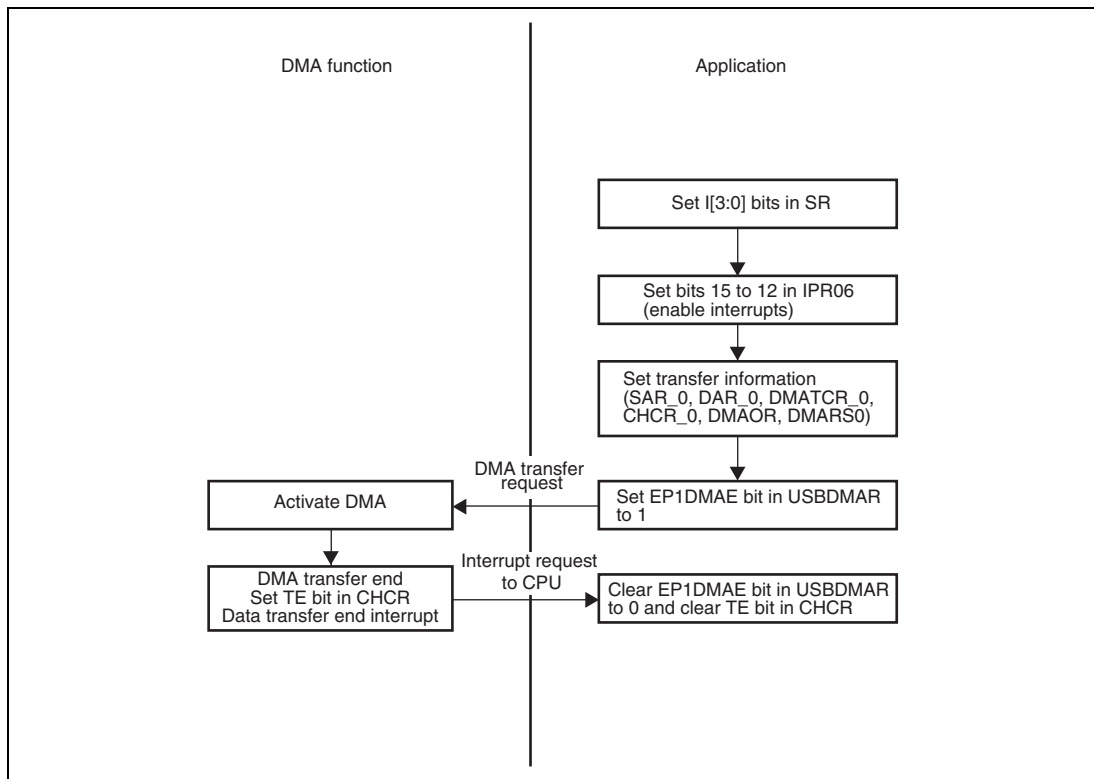 DMA function
Application
Set I[3:0] bits in SR
Set bits 15 to 12 in IPR06
(enable interrupts)
Set transfer information
(SAR_0, DAR_0, DMATCR_0,
CHCR_0, DMAOR, DMARS0)
DMA transfer
request
Set EP1DMAE bit in USBDMAR
to 1
Activate DMA
DMA transfer end
Set TE bit in CHCR
Data transfer end interrupt
Interrupt request
to CPU
Clear EP1DMAE bit in USBDMAR
to 0 and clear TE bit in CHCR